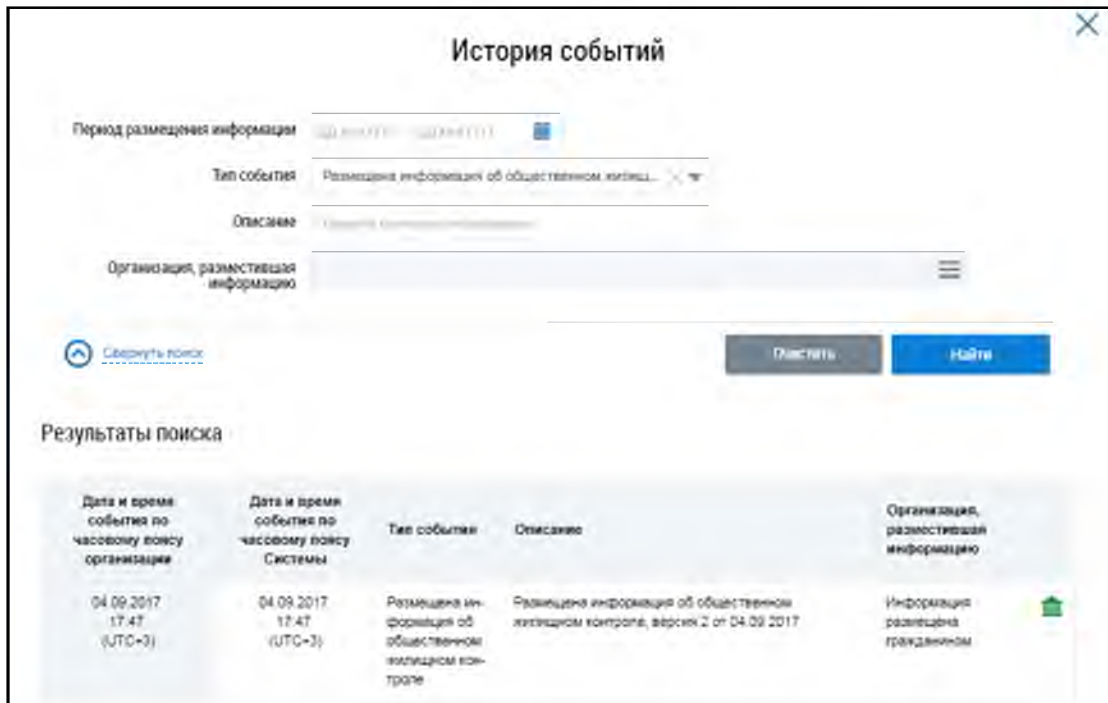 История событий
Период размещения информации
Тип события
Размещена информация об общественном жилищ...
Описание
Организация, разместившая
информацию
Свернуть поиск
Очистить
Найти
Результаты поиска
Дата и время
события по
часовому поясу
организации
Дата и время
события по
часовому поясу
Системы
Тип события
Описание
Организация,
разместившая
информацию
04.09.2017
17:47
(UTC+3)
04.09.2017
17:47
(UTC+3)
Размещена ин-
формация об
общественном
жилищном кон-
троле
Размещена информация об общественном
жилищном контроле, версия 2 от 04.09.2017
Информация
размещена
гражданином